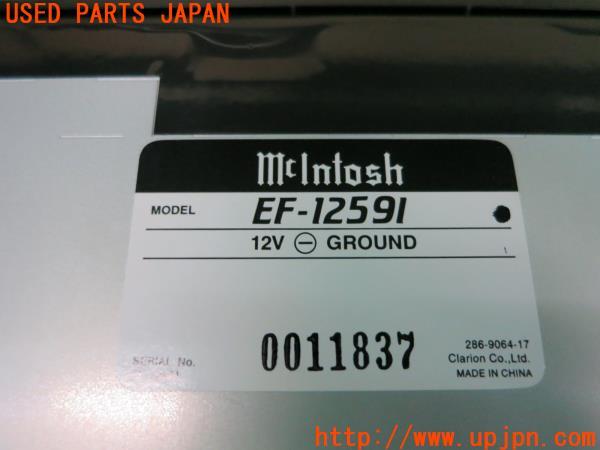 USED PARTS JAPAN
McIntosh
MODEL EF-12591
12V ⊖ GROUND
0011837
SERIAL No.
286-9064-17
Clarion Co.,Ltd.
MADE IN CHINA
http://www.upjpn.com/